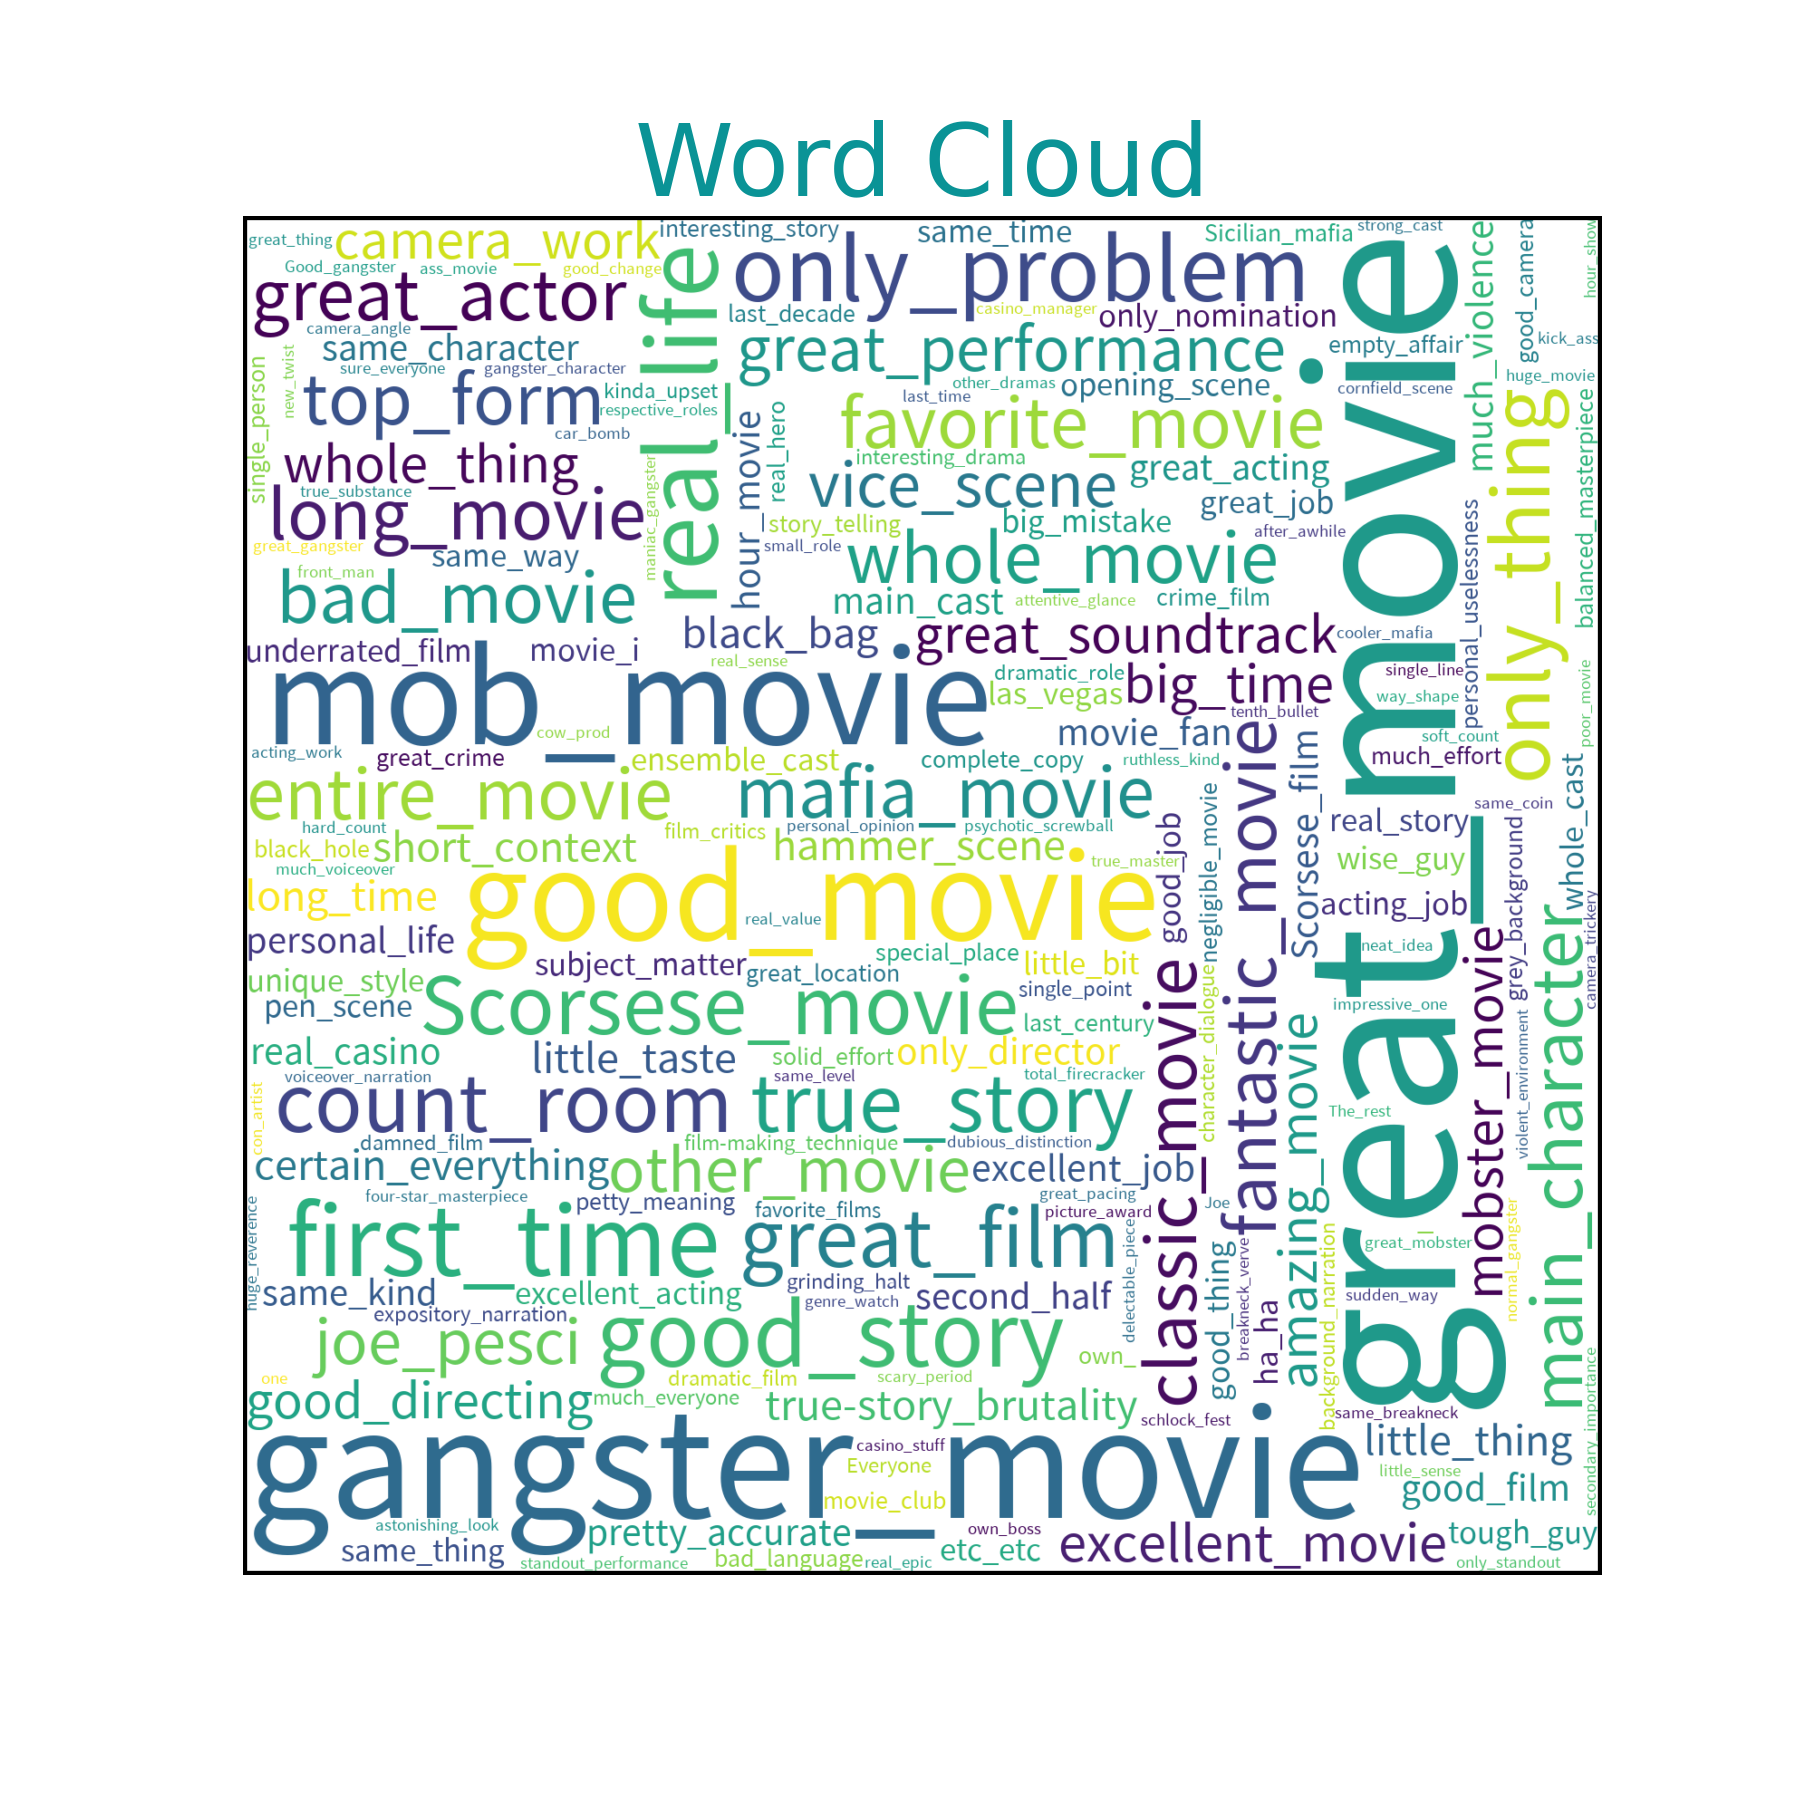 Word Cloud
great_thing
camera_work
interesting_story
same_time
Sicilian_mafia
strong_cast
Good_gangster
ass_movie
good_change
great_actor
real_life
only_problem
last_decade
casino_manager
only_nomination
great_movie
much_violence
good_camera
hour_show
camera_angle
same_character
great_performance
empty_affair
kick_ass
sure_everyone
gangster_character
new_twist
single_person
top_form
kinda_upset
respective_roles
other_dramas
opening_scene
cornfield_scene
huge_movie
last_time
car_bomb
hour_movie
real_hero
favorite_movie
only_thing
balanced_masterpiece
whole_thing
maniac_gangster
interesting_drama
great_acting
true_substance
long_movie
vice_scene
great_job
story_telling
big_mistake
after_awhile
personal_uselessness
great_gangster
same_way
small_role
whole_movie
front_man
bad_movie
main_cast
attentive_glance
crime_film
underrated_film
movie_i
black_bag
great_soundtrack
cooler_mafia
real_sense
mob_movie
dramatic_role
las_vegas
big_time
single_line
way_shape
poor_movie
tenth_bullet
cow_prod
movie_fan
soft_count
acting_work
great_crime
ensemble_cast
complete_copy
ruthless_kind
much_effort
entire_movie
mafia_movie
fantastic_movie
Scorsese_film
whole_cast
same_coin
hard_count
film_critics
personal_opinion
psychotic_screwball
good_job
negligible_movie
real_story
grey_background
black_hole
short_context
hammer_scene
true_master
wise_guy
much_voiceover
long_time
good_movie
real_value
acting_job
camera_trickery
personal_life
subject_matter
special_place
little_bit
neat_idea
mobster_movie
main_character
unique_style
great_location
single_point
classic_movie
character_dialogue
pen_scene
Scorsese_movie
last_century
impressive_one
real_casino
little_taste
solid_effort
only_director
amazing_movie
violent_environment
voiceover_narration
same_level
total_firecracker
con_artist
count_room
true_story
The_rest
damned_film
film-making_technique
dubious_distinction
certain_everything
other_movie
excellent_job
four-star_masterpiece
petty_meaning
favorite_films
great_pacing
picture_award
Joe
huge_reverence
first_time
great_film
delectable_piece
good_thing
breakneck_verve
background_narration
great_mobster
normal_gangster
same_kind
excellent_acting
grinding_halt
second_half
sudden_way
expository_narration
genre_watch
ha_ha
joe_pesci
good_story
own_
one
dramatic_film
scary_period
secondary_importance
good_directing
much_everyone
true-story_brutality
schlock_fest
same_breakneck
gangster_movie
casino_stuff
little_thing
Everyone
little_sense
movie_club
good_film
astonishing_look
pretty_accurate
own_boss
same_thing
etc_etc
excellent_movie
tough_guy
standout_performance
bad_language
real_epic
only_standout